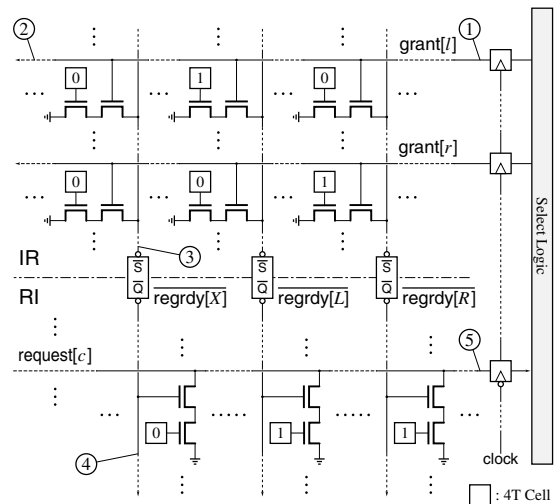 ② ①
grant[l]
0 1 0
grant[r]
0 0 1
③
IR
S S S
Q Q Q
RI
regrdy[X] regrdy[L] regrdy[R]
request[c]
⑤
0 1 1
④
clock
Select Logic
: 4T Cell